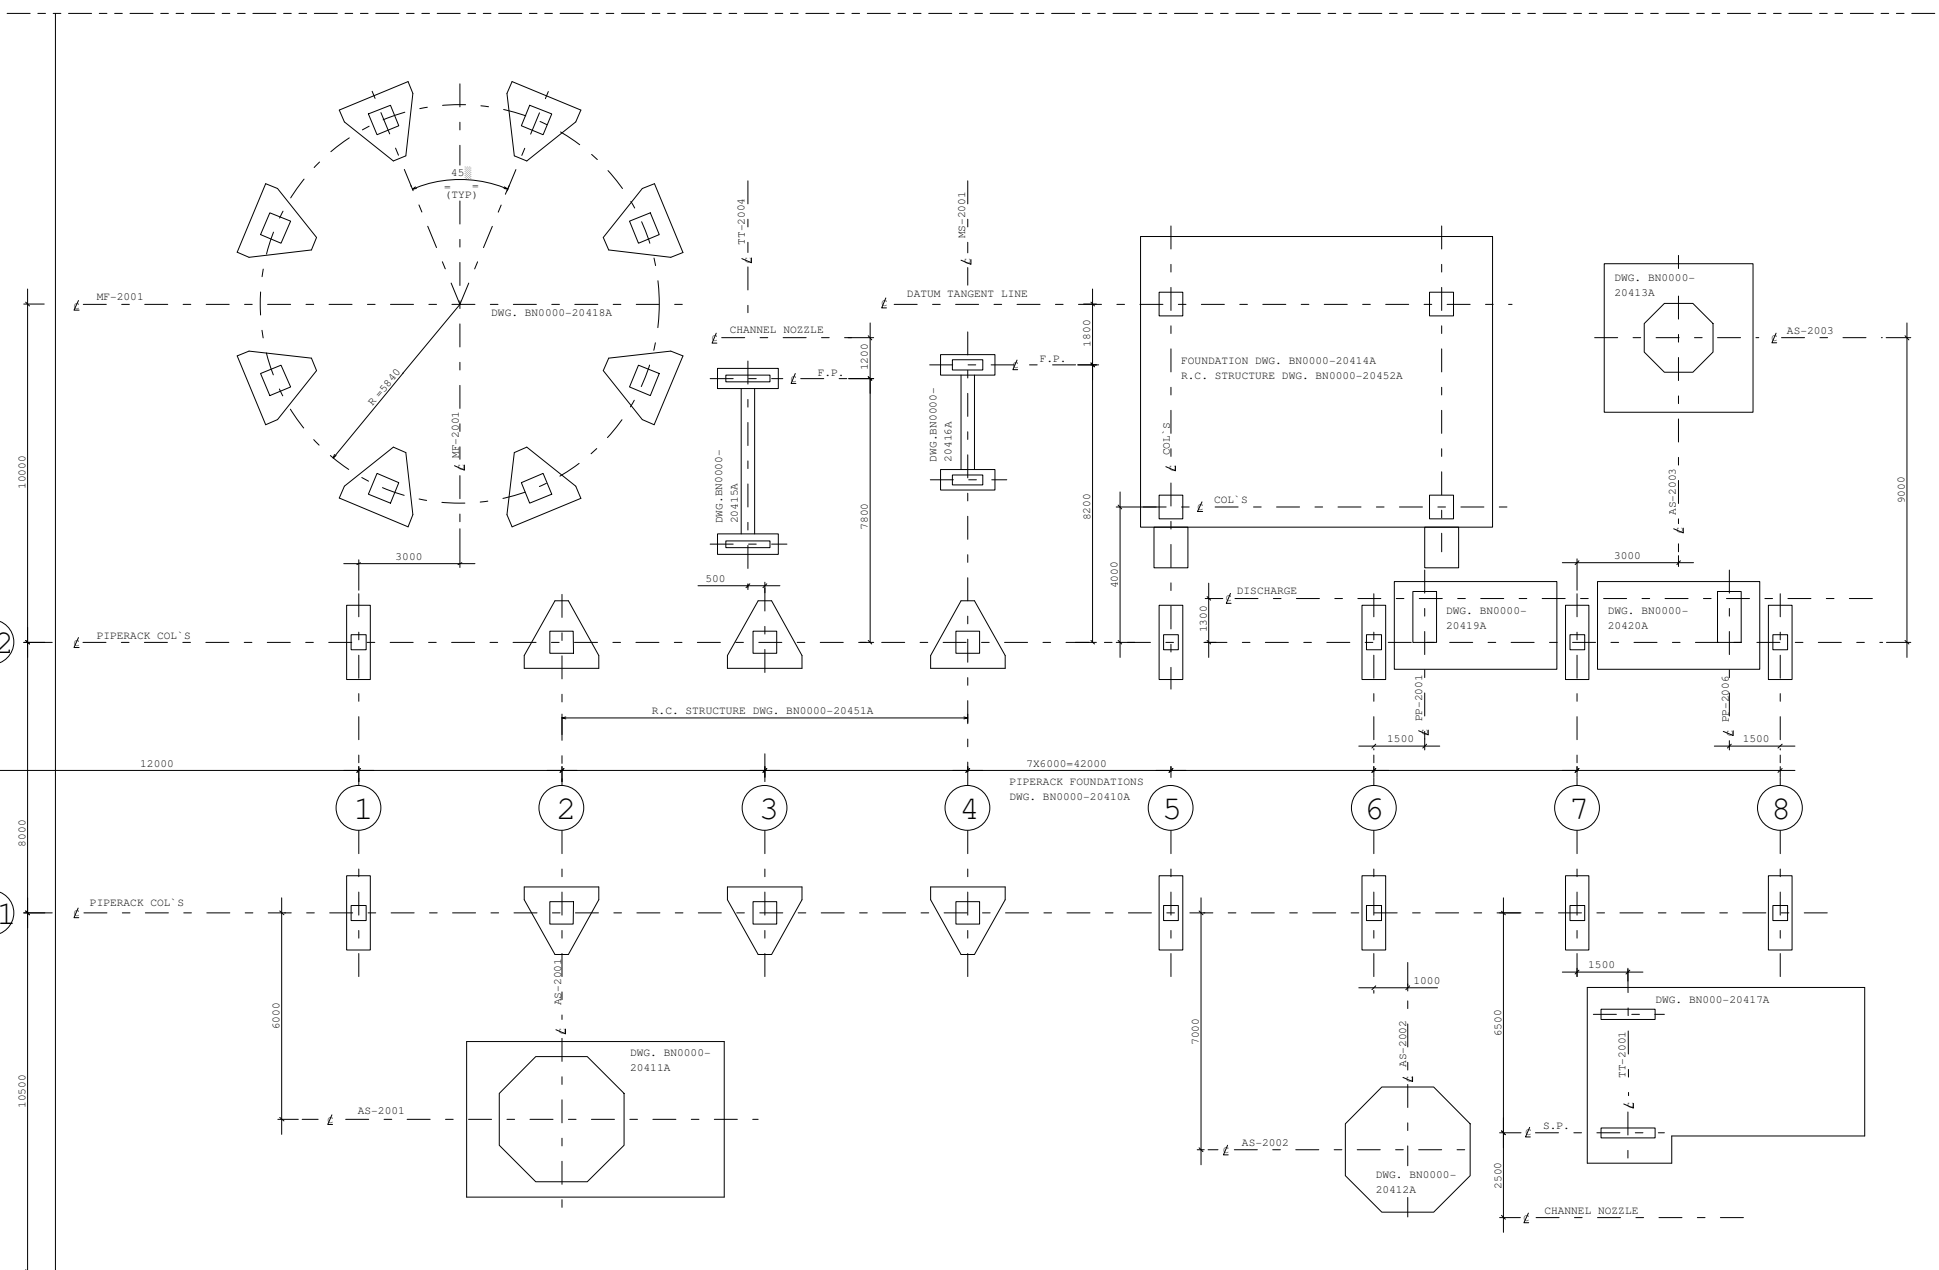 45
(TYP)
TT-2004
MS-2001
MF-2001
DWG. BN0000-20418A
DATUM TANGENT LINE
CHANNEL NOZZLE
1200
F.P.
1800
F.P.
DWG. BN0000-
20413A
AS-2003
FOUNDATION DWG. BN0000-20414A
R.C. STRUCTURE DWG. BN0000-20452A
R =5840
MF-2001
10000
DWG.BN0000-
20415A
DWG.BN0000-
20416A
7800
8200
COL`S
COL`S
AS-2003
9000
3000
500
4000
3000
DISCHARGE
1300
DWG. BN0000-
20419A
DWG. BN0000-
20420A
2
PIPERACK COL`S
PP-2001
PP-2006
R.C. STRUCTURE DWG. BN0000-20451A
1500
1500
12000
7X6000=42000
PIPERACK FOUNDATIONS
DWG. BN0000-20410A
8000
1
2
3
4
5
6
7
8
1
PIPERACK COL`S
AS-2001
6000
7000
1000
1500
DWG. BN000-20417A
6500
AS-2002
TT-2001
DWG. BN0000-
20411A
10500
AS-2001
S.P.
AS-2002
DWG. BN0000-
20412A
2500
CHANNEL NOZZLE